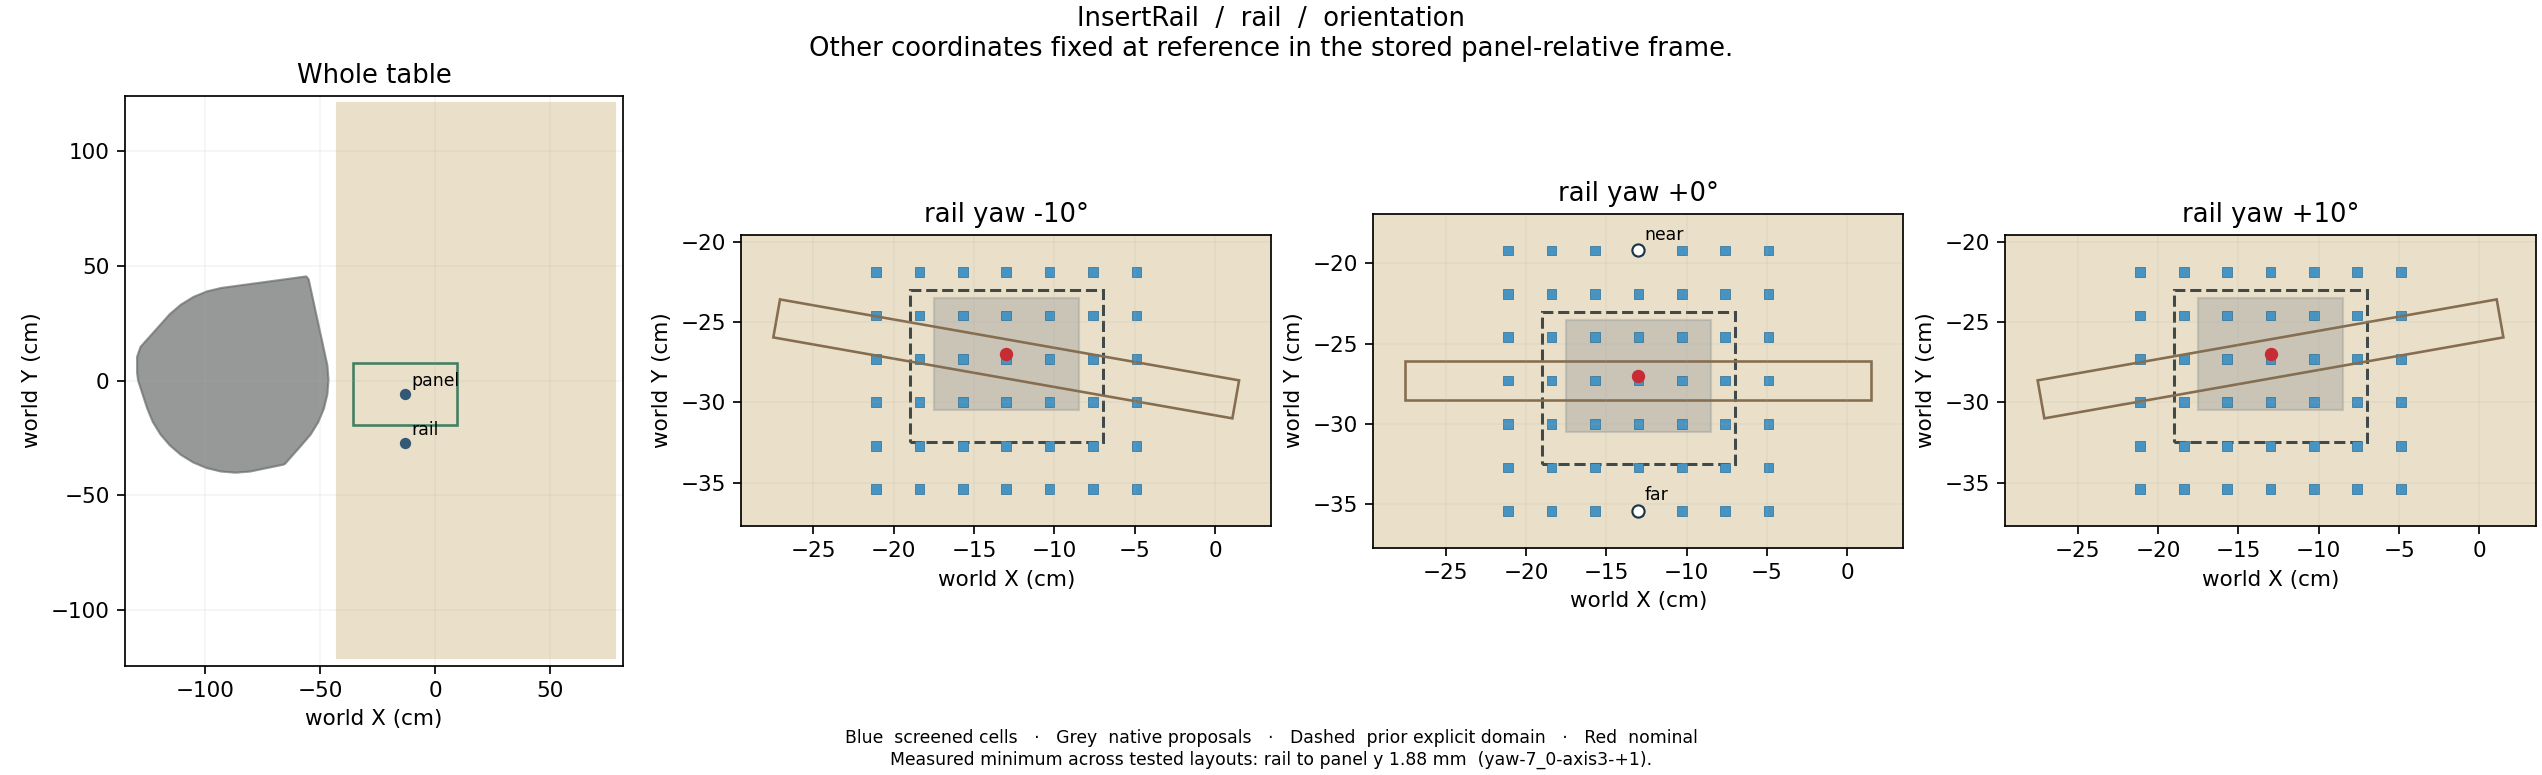 InsertRail / rail / orientation
Other coordinates fixed at reference in the stored panel-relative frame.
Whole table
100
50
0
−50
−100
world Y (cm)
panel
rail
−100
−50
0
50
world X (cm)
rail yaw -10°
−20
−25
−30
−35
world Y (cm)
−25
−20
−15
−10
−5
0
world X (cm)
rail yaw +0°
near
far
−20
−25
−30
−35
world Y (cm)
−25
−20
−15
−10
−5
0
world X (cm)
rail yaw +10°
−20
−25
−30
−35
world Y (cm)
−25
−20
−15
−10
−5
0
world X (cm)
Blue screened cells · Grey native proposals · Dashed prior explicit domain · Red nominal
Measured minimum across tested layouts: rail to panel y 1.88 mm (yaw-7_0-axis3-+1).